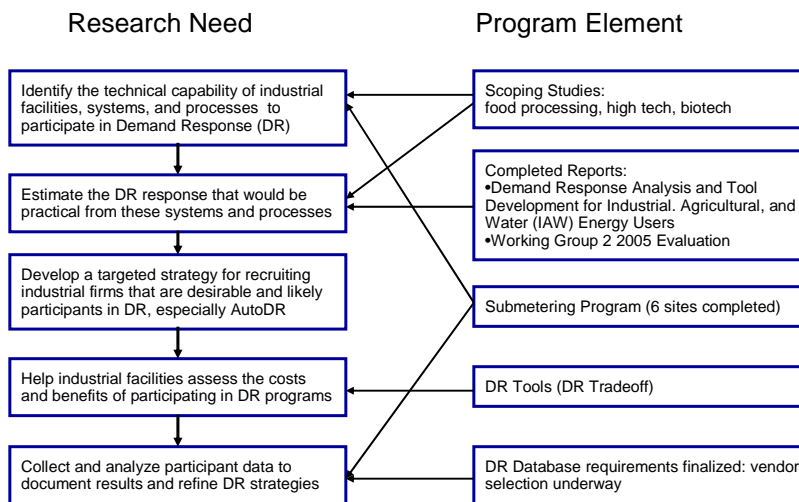 Research Need
Program Element
Identify the technical capability of industrial
facilities, systems, and processes to
participate in Demand Response (DR)
Estimate the DR response that would be
practical from these systems and processes
Develop a targeted strategy for recruiting
industrial firms that are desirable and likely
participants in DR, especially AutoDR
Help industrial facilities assess the costs
and benefits of participating in DR programs
Collect and analyze participant data to
document results and refine DR strategies
Scoping Studies:
food processing, high tech, biotech
Completed Reports:
•Demand Response Analysis and Tool
Development for Industrial. Agricultural, and
Water (IAW) Energy Users
•Working Group 2 2005 Evaluation
Submetering Program (6 sites completed)
DR Tools (DR Tradeoff)
DR Database requirements finalized: vendor
selection underway